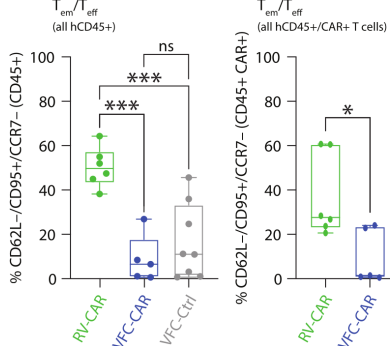 Tem/Teff
(all hCD45+)
% CD62L−/CD95+/CCR7− (CD45+)
100
80
60
40
20
0
ns
***
***
RV-CAR
VFC-CAR
VFC-Ctrl
Tem/Teff
(all hCD45+/CAR+ T cells)
% CD62L−/CD95+/CCR7− (CD45+ CAR+)
100
80
60
40
20
0
*
RV-CAR
VFC-CAR